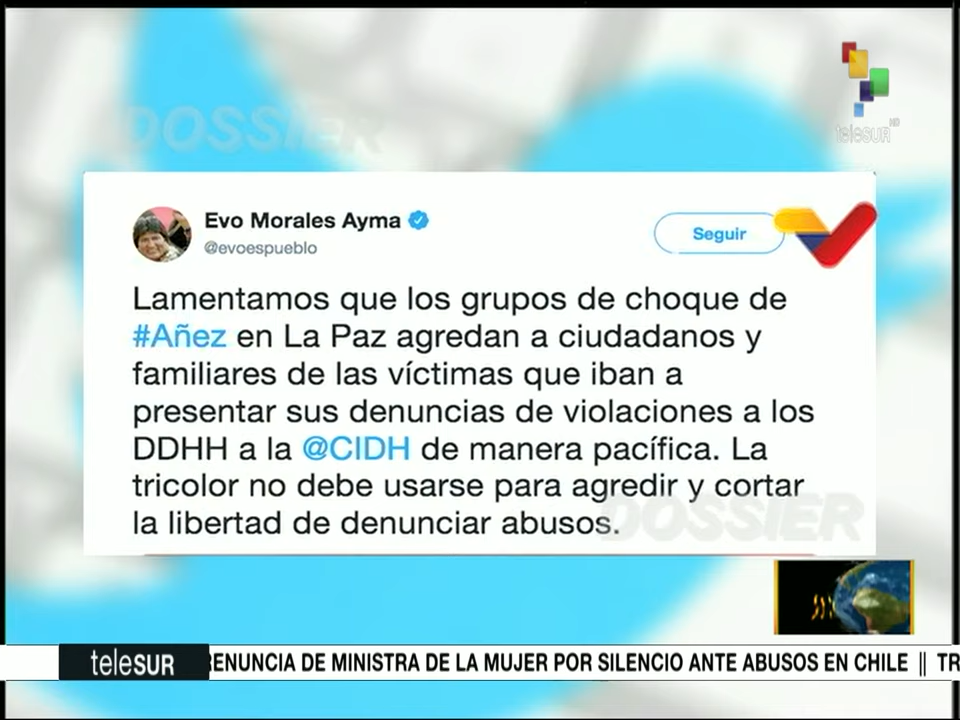 DOSSIER
teleSUR HD
Evo Morales Ayma
@evoespueblo
Seguir
Lamentamos que los grupos de choque de
#Añez en La Paz agredan a ciudadanos y
familiares de las víctimas que iban a
presentar sus denuncias de violaciones a los
DDHH a la @CIDH de manera pacífica. La
tricolor no debe usarse para agredir y cortar
la libertad de denunciar abusos.
DOSSIER
teleSUR
RENUNCIA DE MINISTRA DE LA MUJER POR SILENCIO ANTE ABUSOS EN CHILE || TR